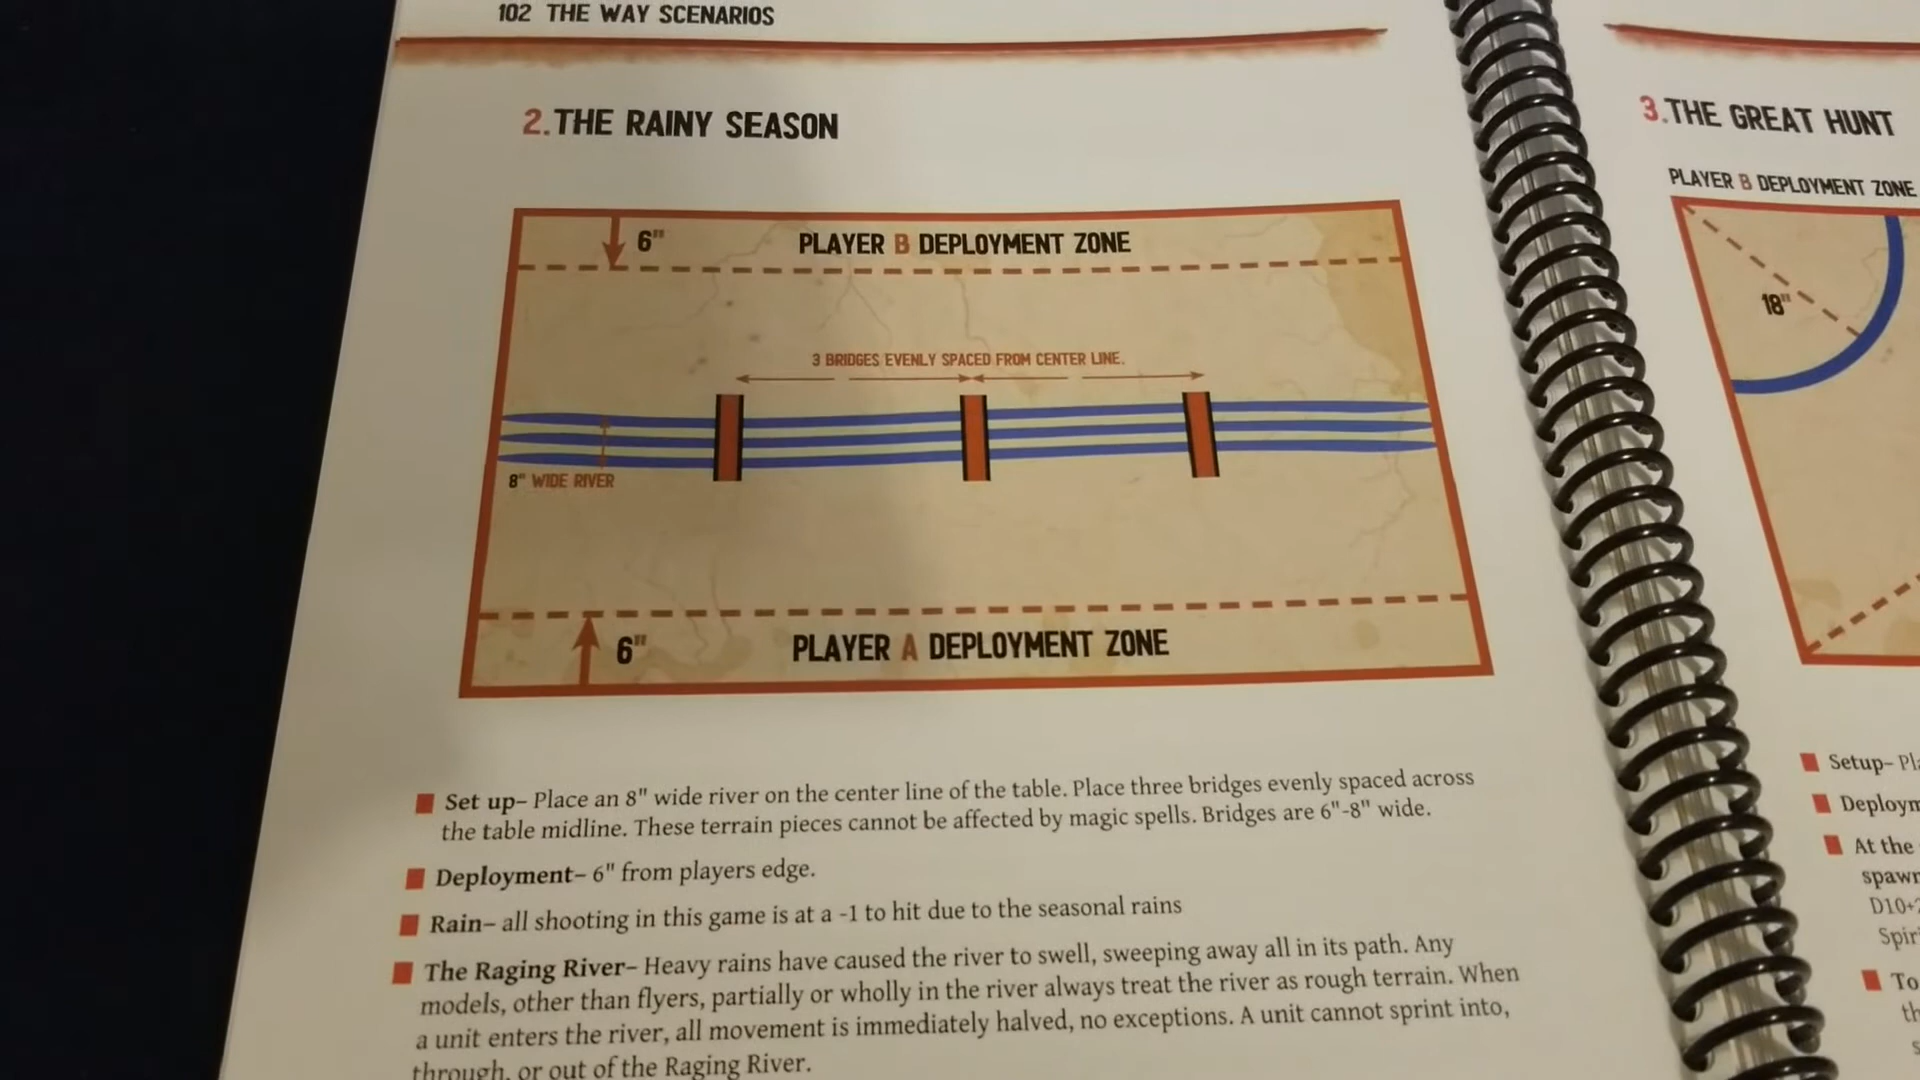 102 THE WAY SCENARIOS
2. THE RAINY SEASON
6"
PLAYER B DEPLOYMENT ZONE
3 BRIDGES EVENLY SPACED FROM CENTER LINE.
8" WIDE RIVER
6"
PLAYER A DEPLOYMENT ZONE
Set up– Place an 8" wide river on the center line of the table. Place three bridges evenly spaced across
the table midline. These terrain pieces cannot be affected by magic spells. Bridges are 6"-8" wide.
Deployment– 6" from players edge.
Rain– all shooting in this game is at a -1 to hit due to the seasonal rains
The Raging River– Heavy rains have caused the river to swell, sweeping away all in its path. Any
models, other than flyers, partially or wholly in the river always treat the river as rough terrain. When
a unit enters the river, all movement is immediately halved, no exceptions. A unit cannot sprint into,
through, or out of the Raging River.
3. THE GREAT HUNT
PLAYER B DEPLOYMENT ZONE
18"
Setup–
At the
To